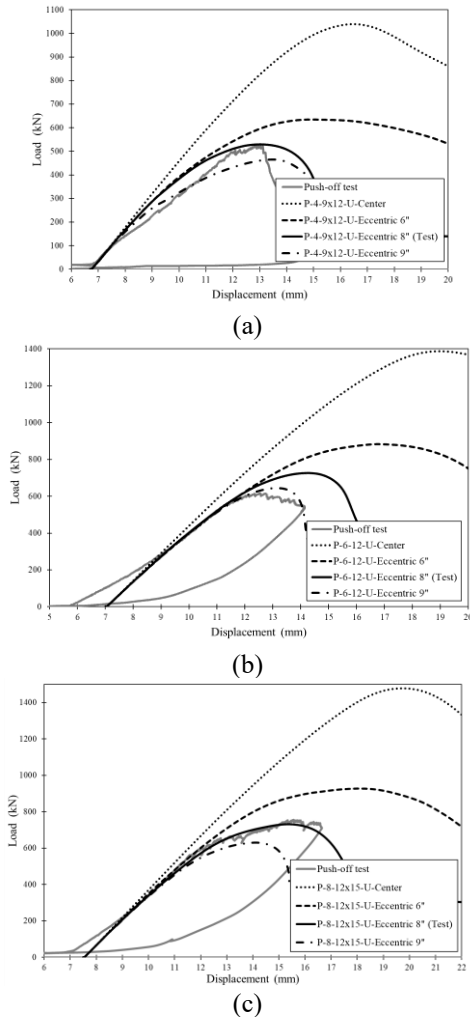 1100
1000
900
800
700
600
500
400
300
200
100
0
Load (kN)
Push-off test
P-4-9x12-U-Center
P-4-9x12-U-Eccentric 6"
P-4-9x12-U-Eccentric 8" (Test)
P-4-9x12-U-Eccentric 9"
6 7 8 9 10 11 12 13 14 15 16 17 18 19 20
Displacement (mm)
(a)
1400
1200
1000
800
600
400
200
0
Load (kN)
Push-off test
P-6-12-U-Center
P-6-12-U-Eccentric 6"
P-6-12-U-Eccentric 8" (Test)
P-6-12-U-Eccentric 9"
5 6 7 8 9 10 11 12 13 14 15 16 17 18 19 20
Displacement (mm)
(b)
1400
1200
1000
800
600
400
200
0
Load (kN)
Push-off test
P-8-12x15-U-Center
P-8-12x15-U-Eccentric 6"
P-8-12x15-U-Eccentric 8" (Test)
P-8-12x15-U-Eccentric 9"
6 7 8 9 10 11 12 13 14 15 16 17 18 19 20 21 22
Displacement (mm)
(c)